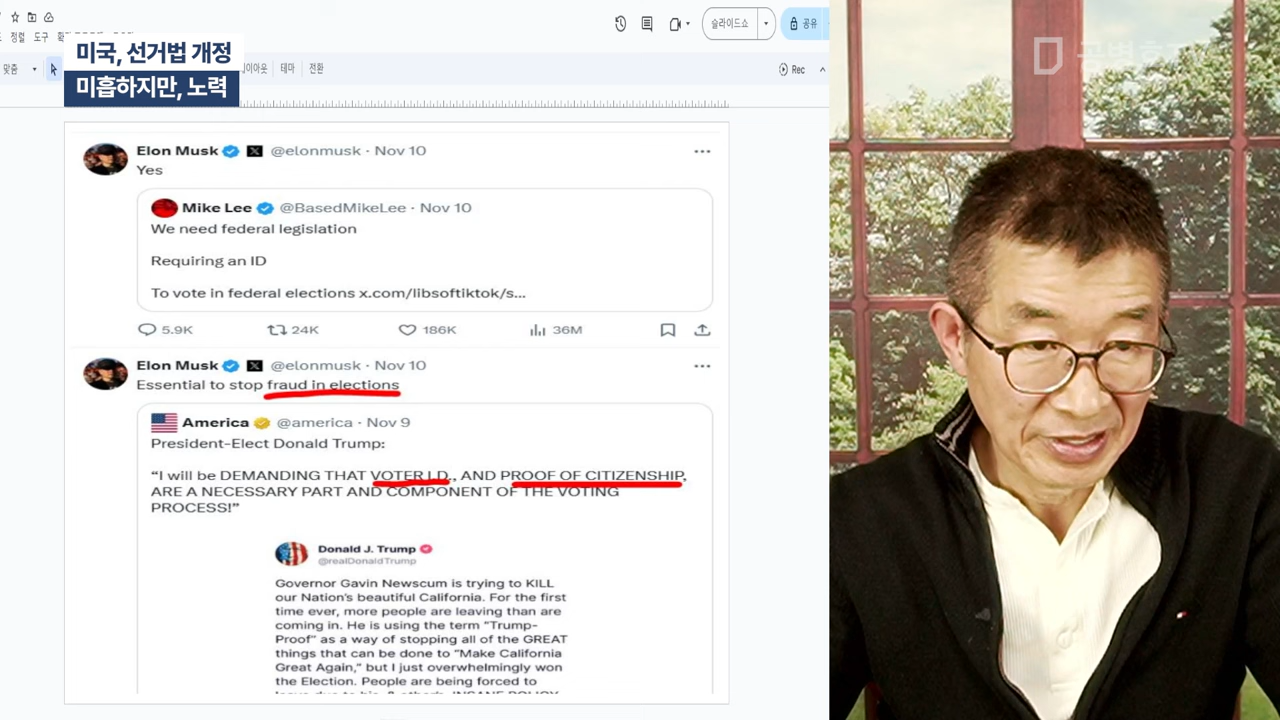 정렬
도구
슬라이드쇼
공유
미국, 선거법 개정
미흡하지만, 노력
맞춤
테마
전환
Rec
Elon Musk @elonmusk · Nov 10
Yes
Mike Lee @BasedMikeLee · Nov 10
We need federal legislation
Requiring an ID
To vote in federal elections x.com/libsoftiktok/s...
5.9K 24K 186K 36M
Elon Musk @elonmusk · Nov 10
Essential to stop fraud in elections
America @america · Nov 9
President-Elect Donald Trump:
“I will be DEMANDING THAT VOTER I.D., AND PROOF OF CITIZENSHIP,
ARE A NECESSARY PART AND COMPONENT OF THE VOTING
PROCESS!”
Donald J. Trump
@realDonaldTrump
Governor Gavin Newscum is trying to KILL
our Nation's beautiful California. For the first
time ever, more people are leaving than are
coming in. He is using the term “Trump-
Proof” as a way of stopping all of the GREAT
things that can be done to “Make California
Great Again,” but I just overwhelmingly won
the Election. People are being forced to